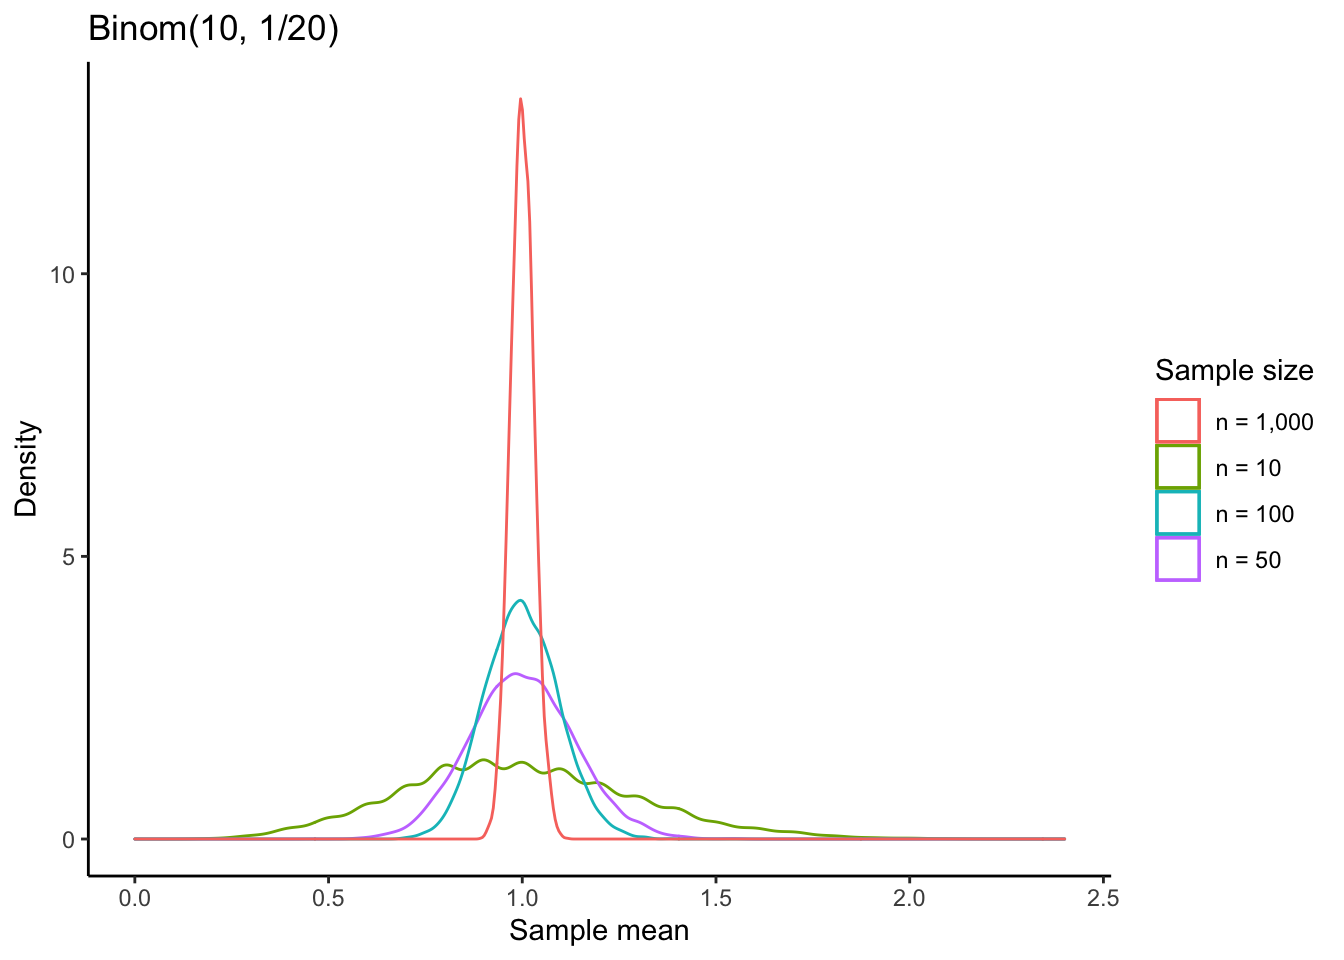 Binom(10, 1/20)
Density
10
5
0
0.0 0.5 1.0 1.5 2.0 2.5
Sample mean
Sample size
n = 1,000
n = 10
n = 100
n = 50